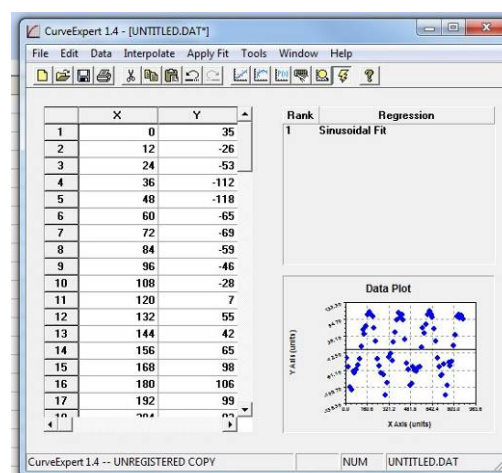 CurveExpert 1.4 - [UNTITLED.DAT*]
File Edit Data Interpolate Apply Fit Tools Window Help
X Y
1 0 35
2 12 -26
3 24 -53
4 36 -112
5 48 -118
6 60 -65
7 72 -69
8 84 -59
9 96 -46
10 108 -28
11 120 7
12 132 55
13 144 42
14 156 65
15 168 98
16 180 106
17 192 99
Rank Regression
1 Sinusoidal Fit
Data Plot
Y Axis (units)
X Axis (units)
CurveExpert 1.4 -- UNREGISTERED COPY NUM UNTITLED.DAT